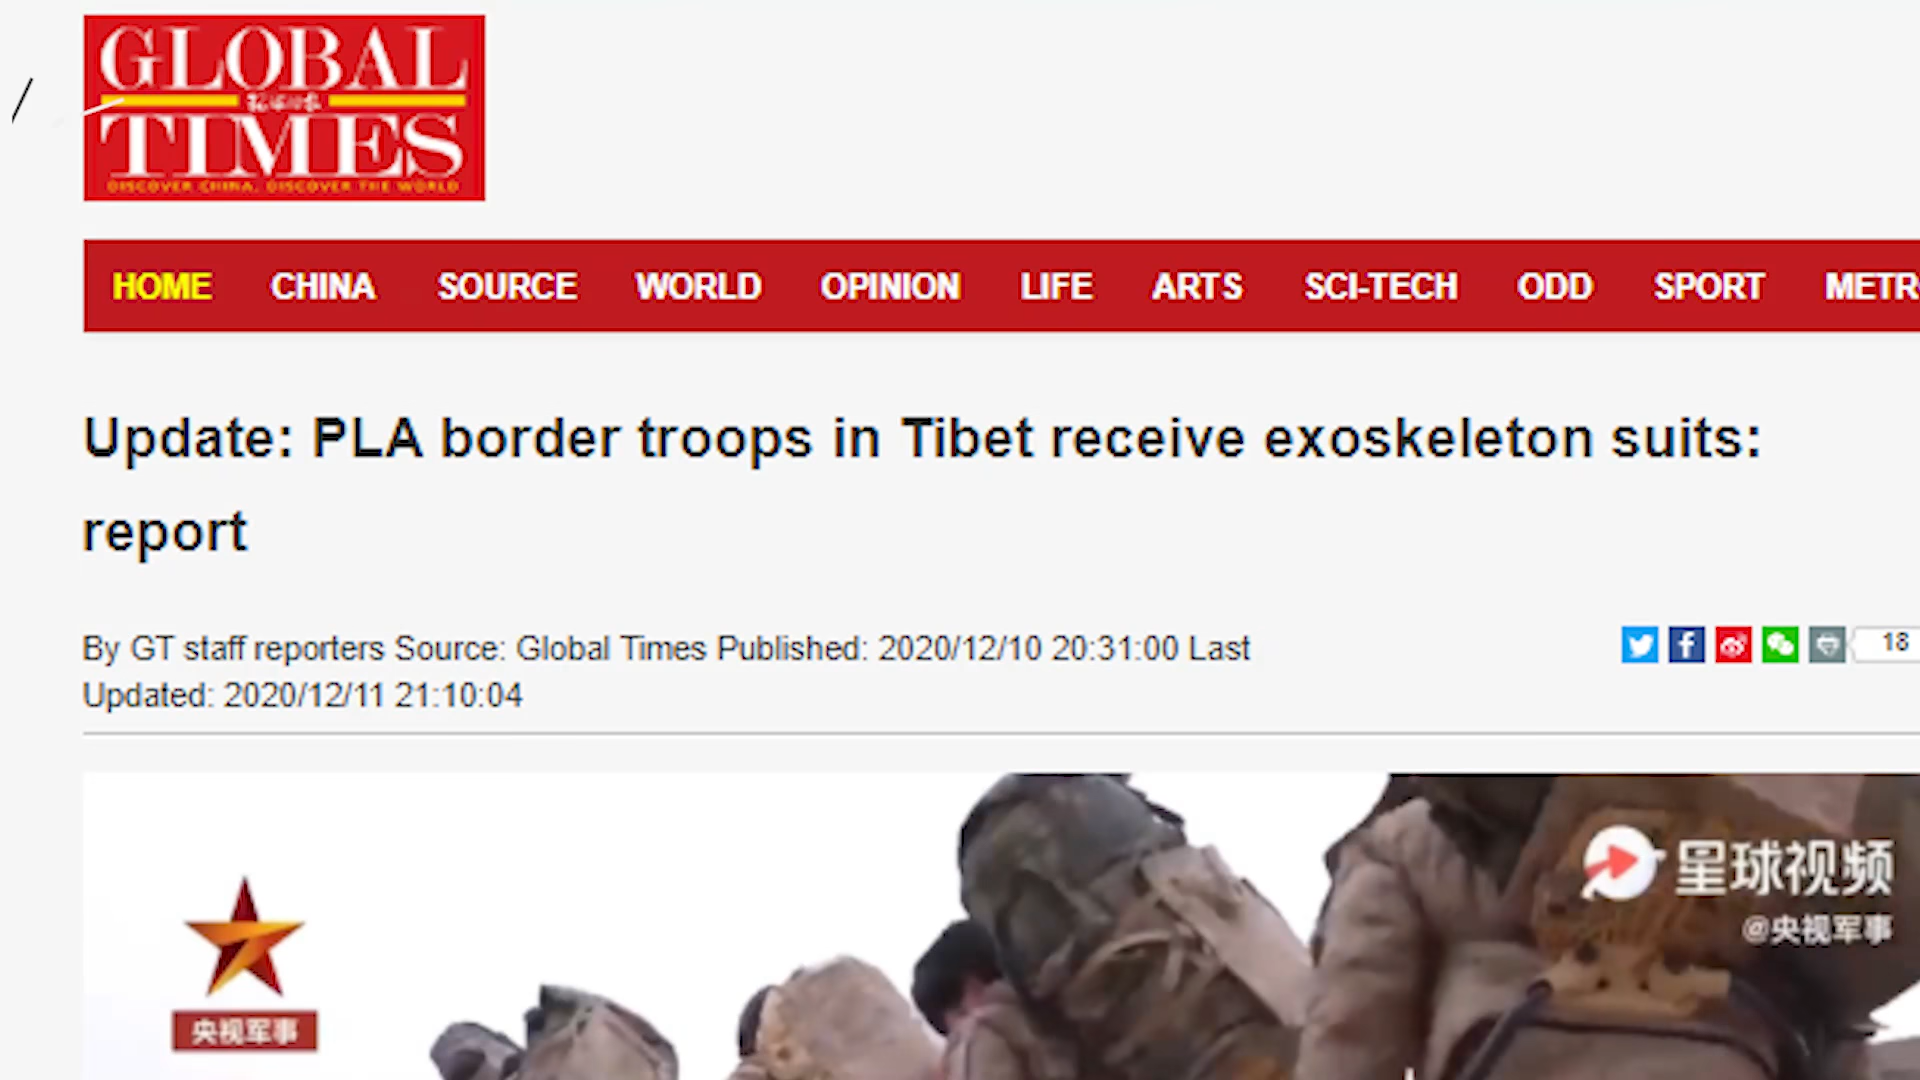 GLOBAL
TIMES
DISCOVER CHINA, DISCOVER THE WORLD
HOME CHINA SOURCE WORLD OPINION LIFE ARTS SCI-TECH ODD SPORT METR
Update: PLA border troops in Tibet receive exoskeleton suits:
report
By GT staff reporters Source: Global Times Published: 2020/12/10 20:31:00 Last
Updated: 2020/12/11 21:10:04
18
星球视频
@央视军事
央视军事